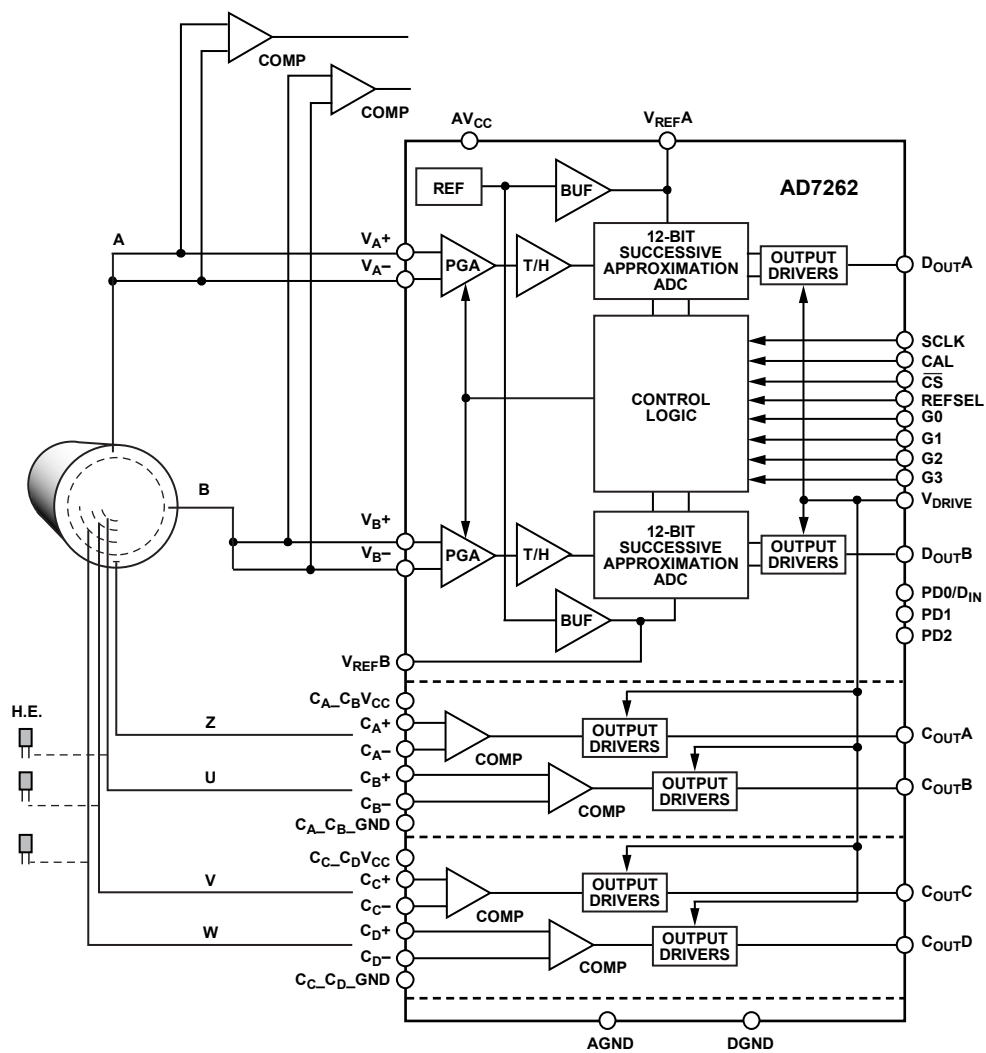 COMP
COMP
AVCC
VREFA
REF
BUF
AD7262
A
VA+
VA−
PGA
T/H
12-BIT
SUCCESSIVE
APPROXIMATION
ADC
OUTPUT
DRIVERS
DOUTA
CONTROL
LOGIC
SCLK
CAL
CS
REFSEL
G0
G1
G2
G3
VDRIVE
B
VB+
VB−
PGA
T/H
12-BIT
SUCCESSIVE
APPROXIMATION
ADC
OUTPUT
DRIVERS
DOUTB
PD0/DIN
PD1
PD2
BUF
VREFB
H.E.
CA_CBVCC
Z
CA+
CA−
COMP
OUTPUT
DRIVERS
COUTA
U
CB+
CB−
COMP
OUTPUT
DRIVERS
COUTB
CA_CB_GND
CC_CDVCC
V
CC+
CC−
COMP
OUTPUT
DRIVERS
COUTC
W
CD+
CD−
COMP
OUTPUT
DRIVERS
COUTD
CC_CD_GND
AGND
DGND